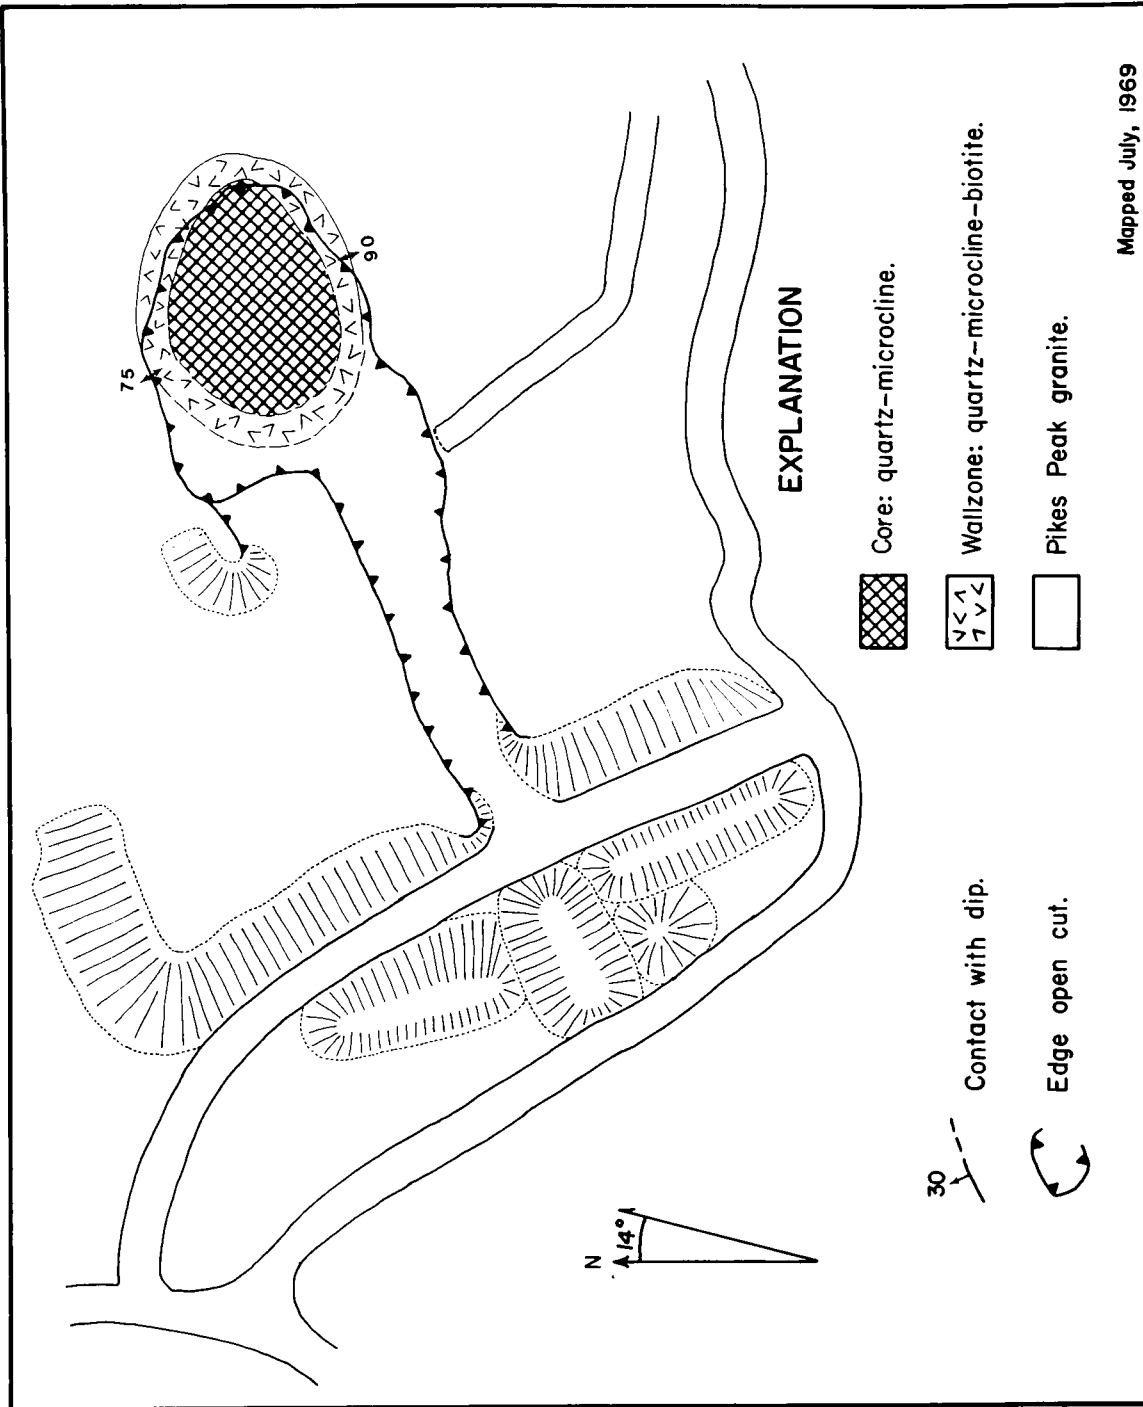 75
90
N
14°
EXPLANATION
Core: quartz-microcline.
Wallzone: quartz-microcline-biotite.
Pikes Peak granite.
30
Contact with dip.
Edge open cut.
Mapped July, 1969